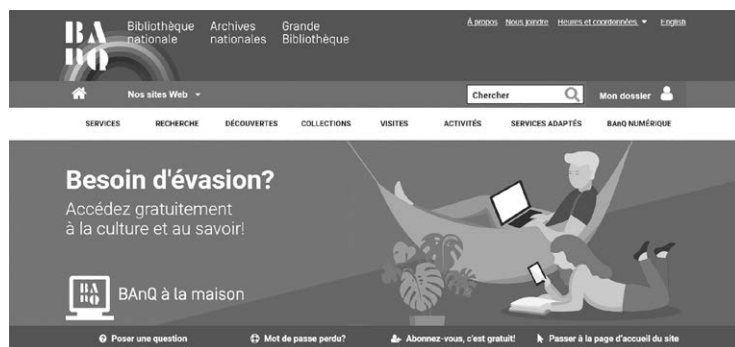 BA
NQ
Bibliothèque
nationale
Archives
nationales
Grande
Bibliothèque
À propos Nous joindre Heures et coordonnées English
Nos sites Web
Chercher
Mon dossier
SERVICES RECHERCHE DÉCOUVERTES COLLECTIONS VISITES ACTIVITÉS SERVICES ADAPTÉS BAnQ NUMÉRIQUE
Besoin d'évasion?
Accédez gratuitement
à la culture et au savoir!
BA
NQ
BAnQ à la maison
Poser une question Mot de passe perdu? Abonnez-vous, c'est gratuit! Passer à la page d'accueil du site